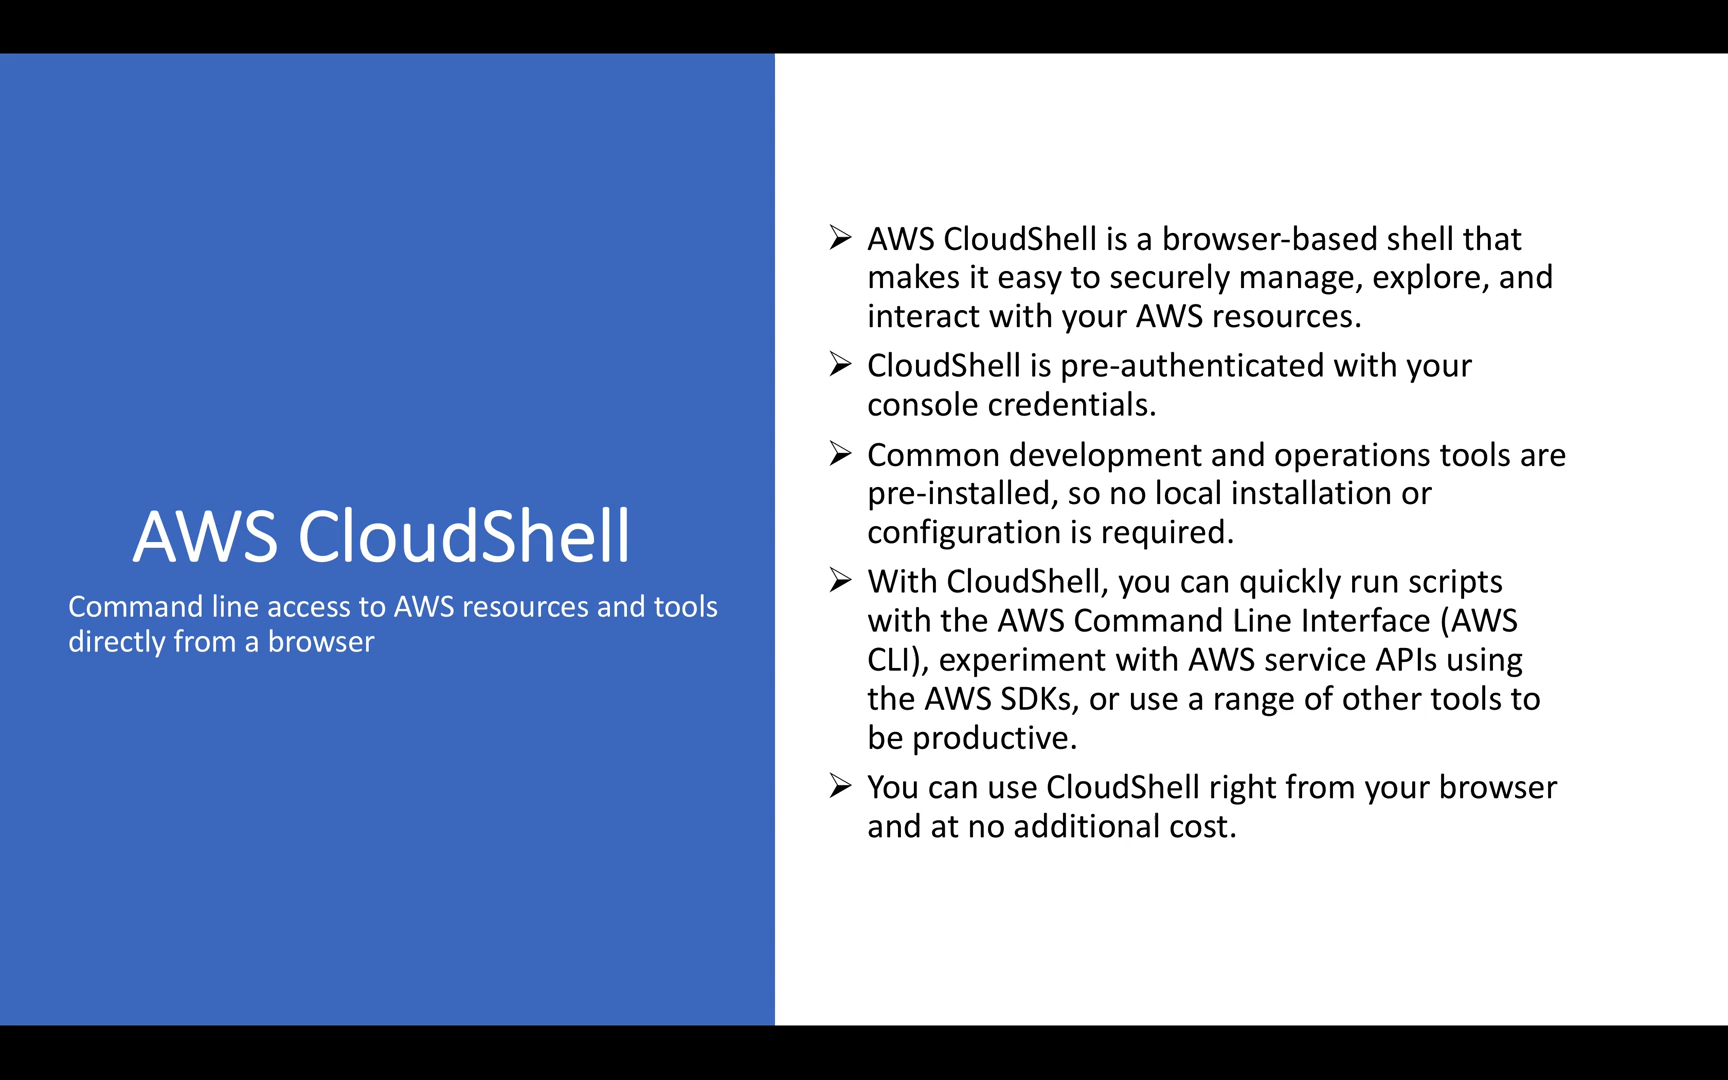 AWS CloudShell
Command line access to AWS resources and tools
directly from a browser
➢ AWS CloudShell is a browser-based shell that
makes it easy to securely manage, explore, and
interact with your AWS resources.
➢ CloudShell is pre-authenticated with your
console credentials.
➢ Common development and operations tools are
pre-installed, so no local installation or
configuration is required.
➢ With CloudShell, you can quickly run scripts
with the AWS Command Line Interface (AWS
CLI), experiment with AWS service APIs using
the AWS SDKs, or use a range of other tools to
be productive.
➢ You can use CloudShell right from your browser
and at no additional cost.